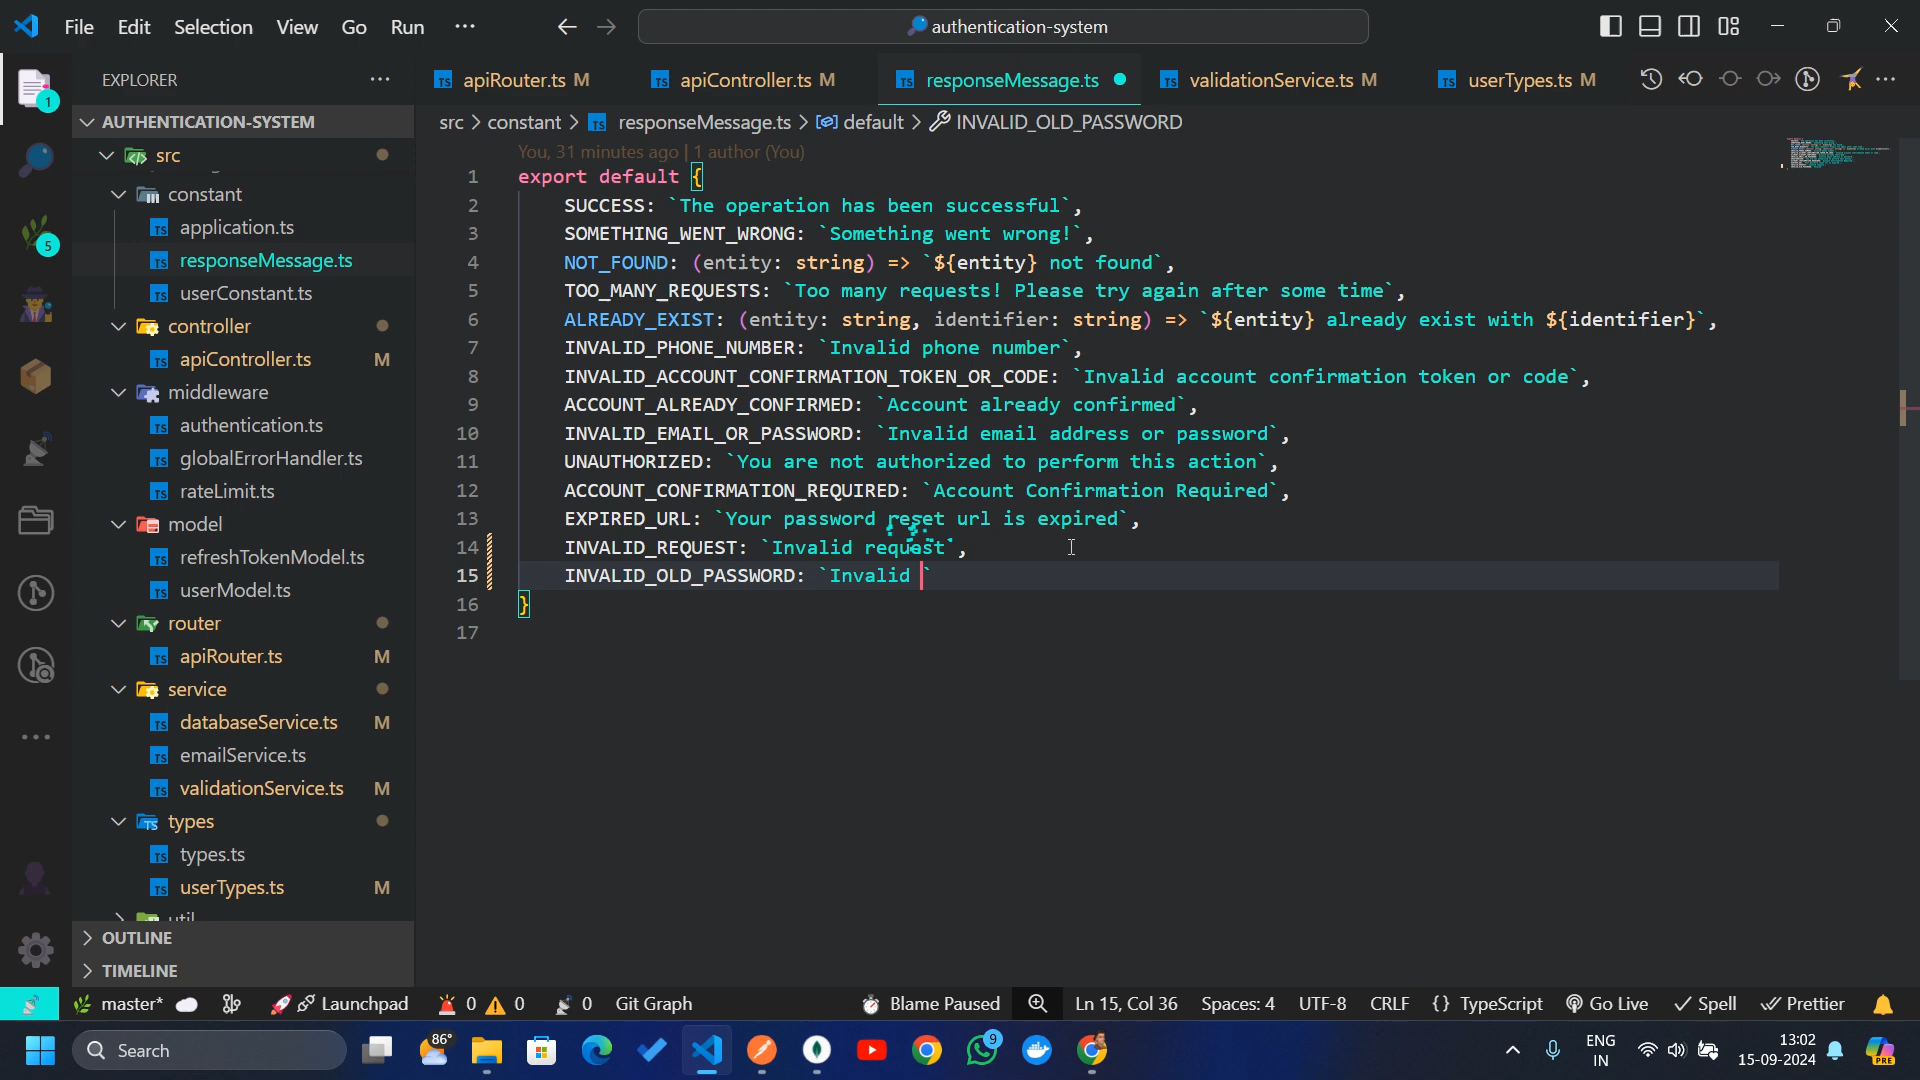 File Edit Selection View Go Run ···
authentication-system
EXPLORER ···
apiRouter.ts M
apiController.ts M
responseMessage.ts
validationService.ts M
userTypes.ts M
AUTHENTICATION-SYSTEM
src > constant > responseMessage.ts > default > INVALID_OLD_PASSWORD
src
constant
application.ts
responseMessage.ts
userConstant.ts
controller
apiController.ts M
middleware
authentication.ts
globalErrorHandler.ts
rateLimit.ts
model
refreshTokenModel.ts
userModel.ts
router
apiRouter.ts M
service
databaseService.ts M
emailService.ts
validationService.ts M
types
types.ts
userTypes.ts M
util
OUTLINE
TIMELINE
1
5
You, 31 minutes ago | 1 author (You)
1 export default {
2 SUCCESS: `The operation has been successful`,
3 SOMETHING_WENT_WRONG: `Something went wrong!`,
4 NOT_FOUND: (entity: string) => `${entity} not found`,
5 TOO_MANY_REQUESTS: `Too many requests! Please try again after some time`,
6 ALREADY_EXIST: (entity: string, identifier: string) => `${entity} already exist with ${identifier}`,
7 INVALID_PHONE_NUMBER: `Invalid phone number`,
8 INVALID_ACCOUNT_CONFIRMATION_TOKEN_OR_CODE: `Invalid account confirmation token or code`,
9 ACCOUNT_ALREADY_CONFIRMED: `Account already confirmed`,
10 INVALID_EMAIL_OR_PASSWORD: `Invalid email address or password`,
11 UNAUTHORIZED: `You are not authorized to perform this action`,
12 ACCOUNT_CONFIRMATION_REQUIRED: `Account Confirmation Required`,
13 EXPIRED_URL: `Your password reset url is expired`,
14 INVALID_REQUEST: `Invalid request`,
15 INVALID_OLD_PASSWORD: `Invalid `
16 }
17
master* Launchpad 0 0 0 Git Graph Blame Paused Ln 15, Col 36 Spaces: 4 UTF-8 CRLF {} TypeScript Go Live Spell Prettier
Search
86°
9
ENG
IN
13:02
15-09-2024
PRE